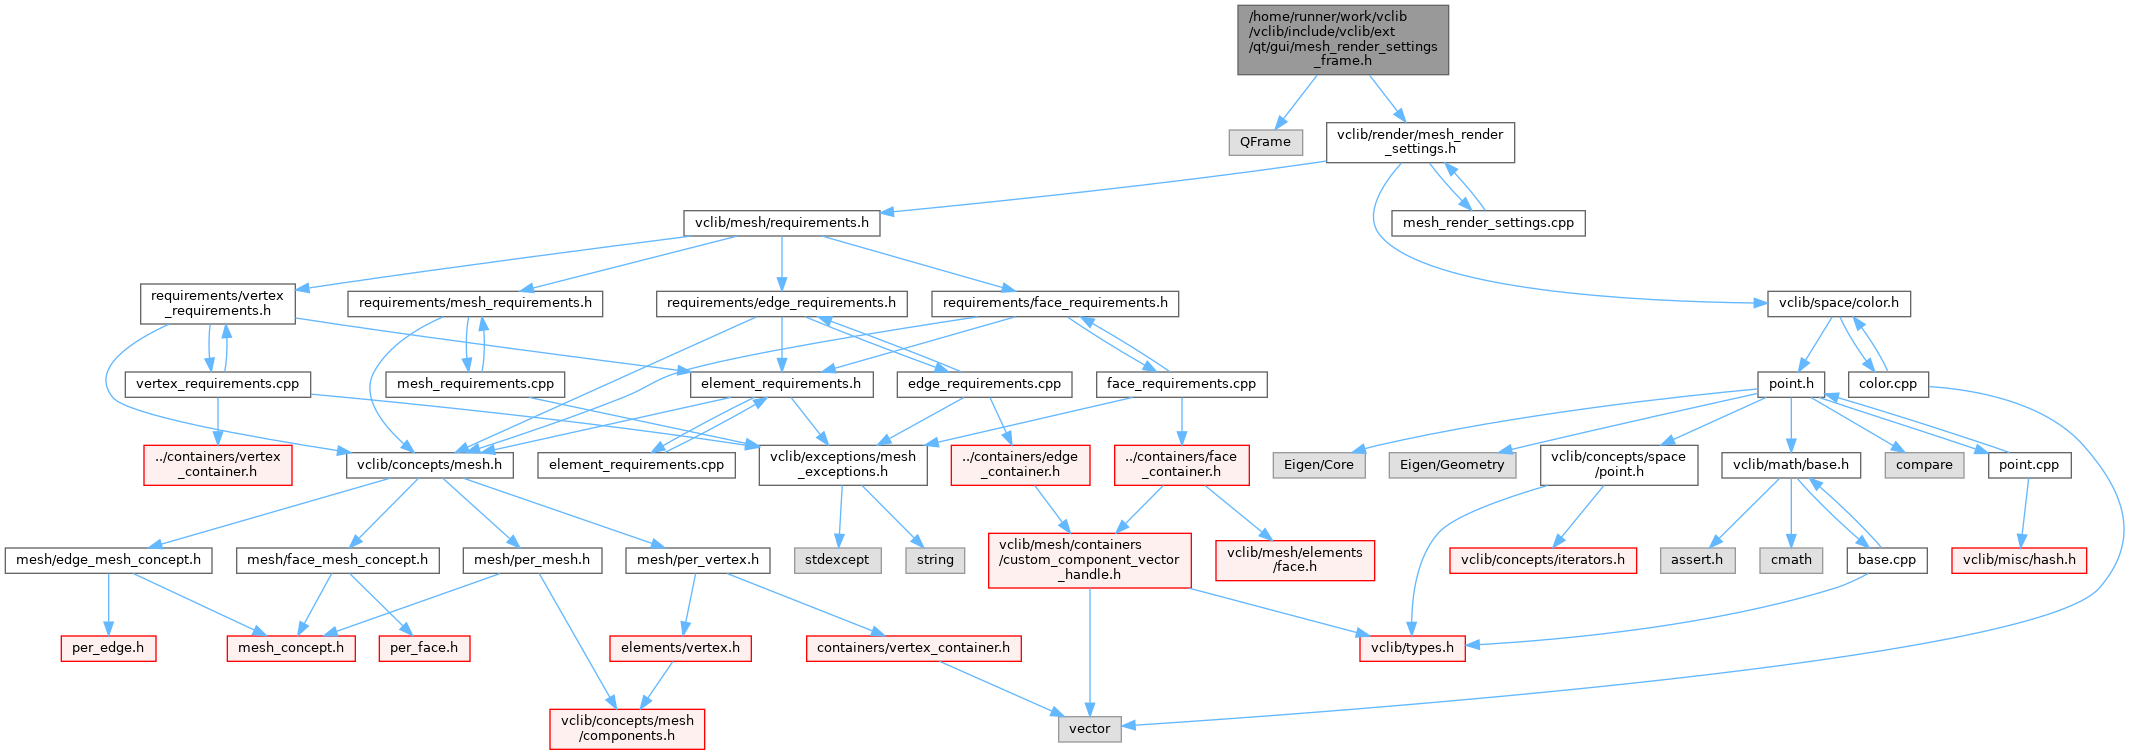 /home/runner/work/vclib
/vclib/include/vclib/ext
/qt/gui/mesh_render_settings
_frame.h
QFrame
vclib/render/mesh_render
_settings.h
vclib/mesh/requirements.h
mesh_render_settings.cpp
requirements/vertex
_requirements.h
requirements/mesh_requirements.h
requirements/edge_requirements.h
requirements/face_requirements.h
vclib/space/color.h
vertex_requirements.cpp
mesh_requirements.cpp
element_requirements.h
edge_requirements.cpp
face_requirements.cpp
point.h
color.cpp
../containers/vertex
_container.h
vclib/concepts/mesh.h
element_requirements.cpp
vclib/exceptions/mesh
_exceptions.h
../containers/edge
_container.h
../containers/face
_container.h
Eigen/Core
Eigen/Geometry
vclib/concepts/space
/point.h
vclib/math/base.h
compare
point.cpp
mesh/edge_mesh_concept.h
mesh/face_mesh_concept.h
mesh/per_mesh.h
mesh/per_vertex.h
stdexcept
string
vclib/mesh/containers
/custom_component_vector
_handle.h
vclib/mesh/elements
/face.h
vclib/concepts/iterators.h
assert.h
cmath
base.cpp
vclib/misc/hash.h
per_edge.h
mesh_concept.h
per_face.h
elements/vertex.h
containers/vertex_container.h
vclib/types.h
vclib/concepts/mesh
/components.h
vector